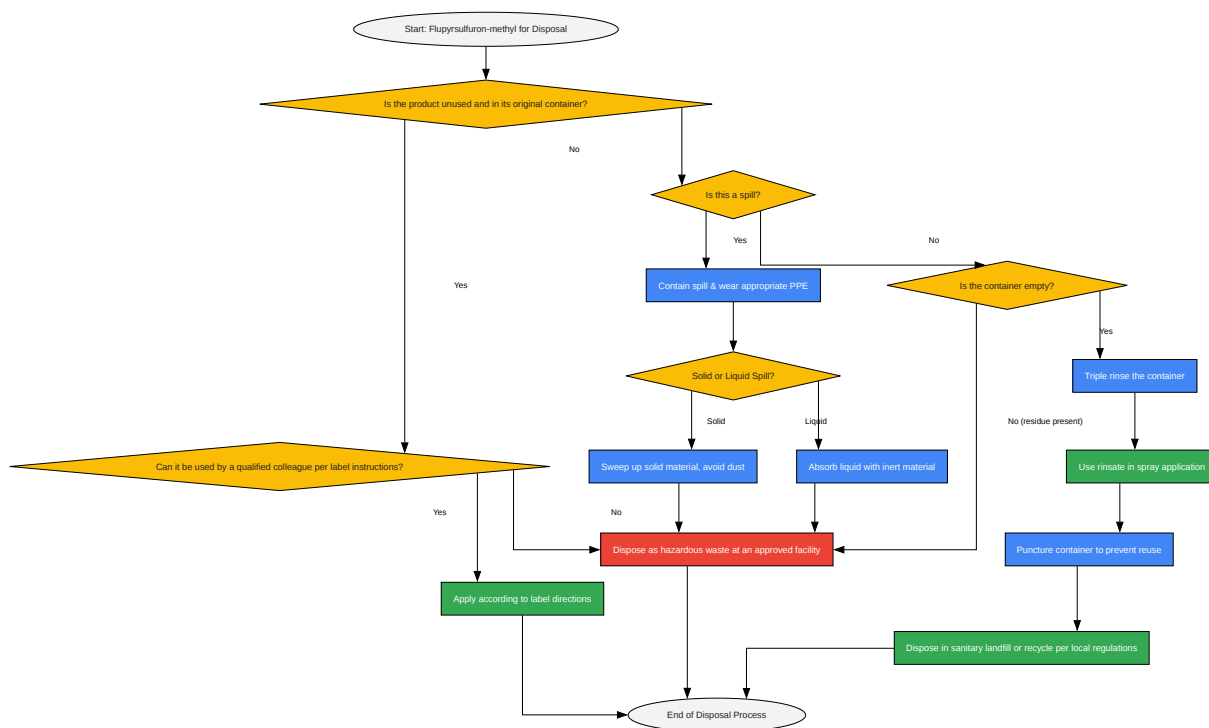 Start: Flupyrsulfuron-methyl for Disposal
Is the product unused and in its original container?
No
Is this a spill?
Yes
No
Contain spill & wear appropriate PPE
Is the container empty?
Yes
Yes
Solid or Liquid Spill?
Triple rinse the container
Solid
Liquid
No (residue present)
Can it be used by a qualified colleague per label instructions?
Sweep up solid material, avoid dust
Absorb liquid with inert material
Use rinsate in spray application
Yes
No
Dispose as hazardous waste at an approved facility
Puncture container to prevent reuse
Apply according to label directions
Dispose in sanitary landfill or recycle per local regulations
End of Disposal Process